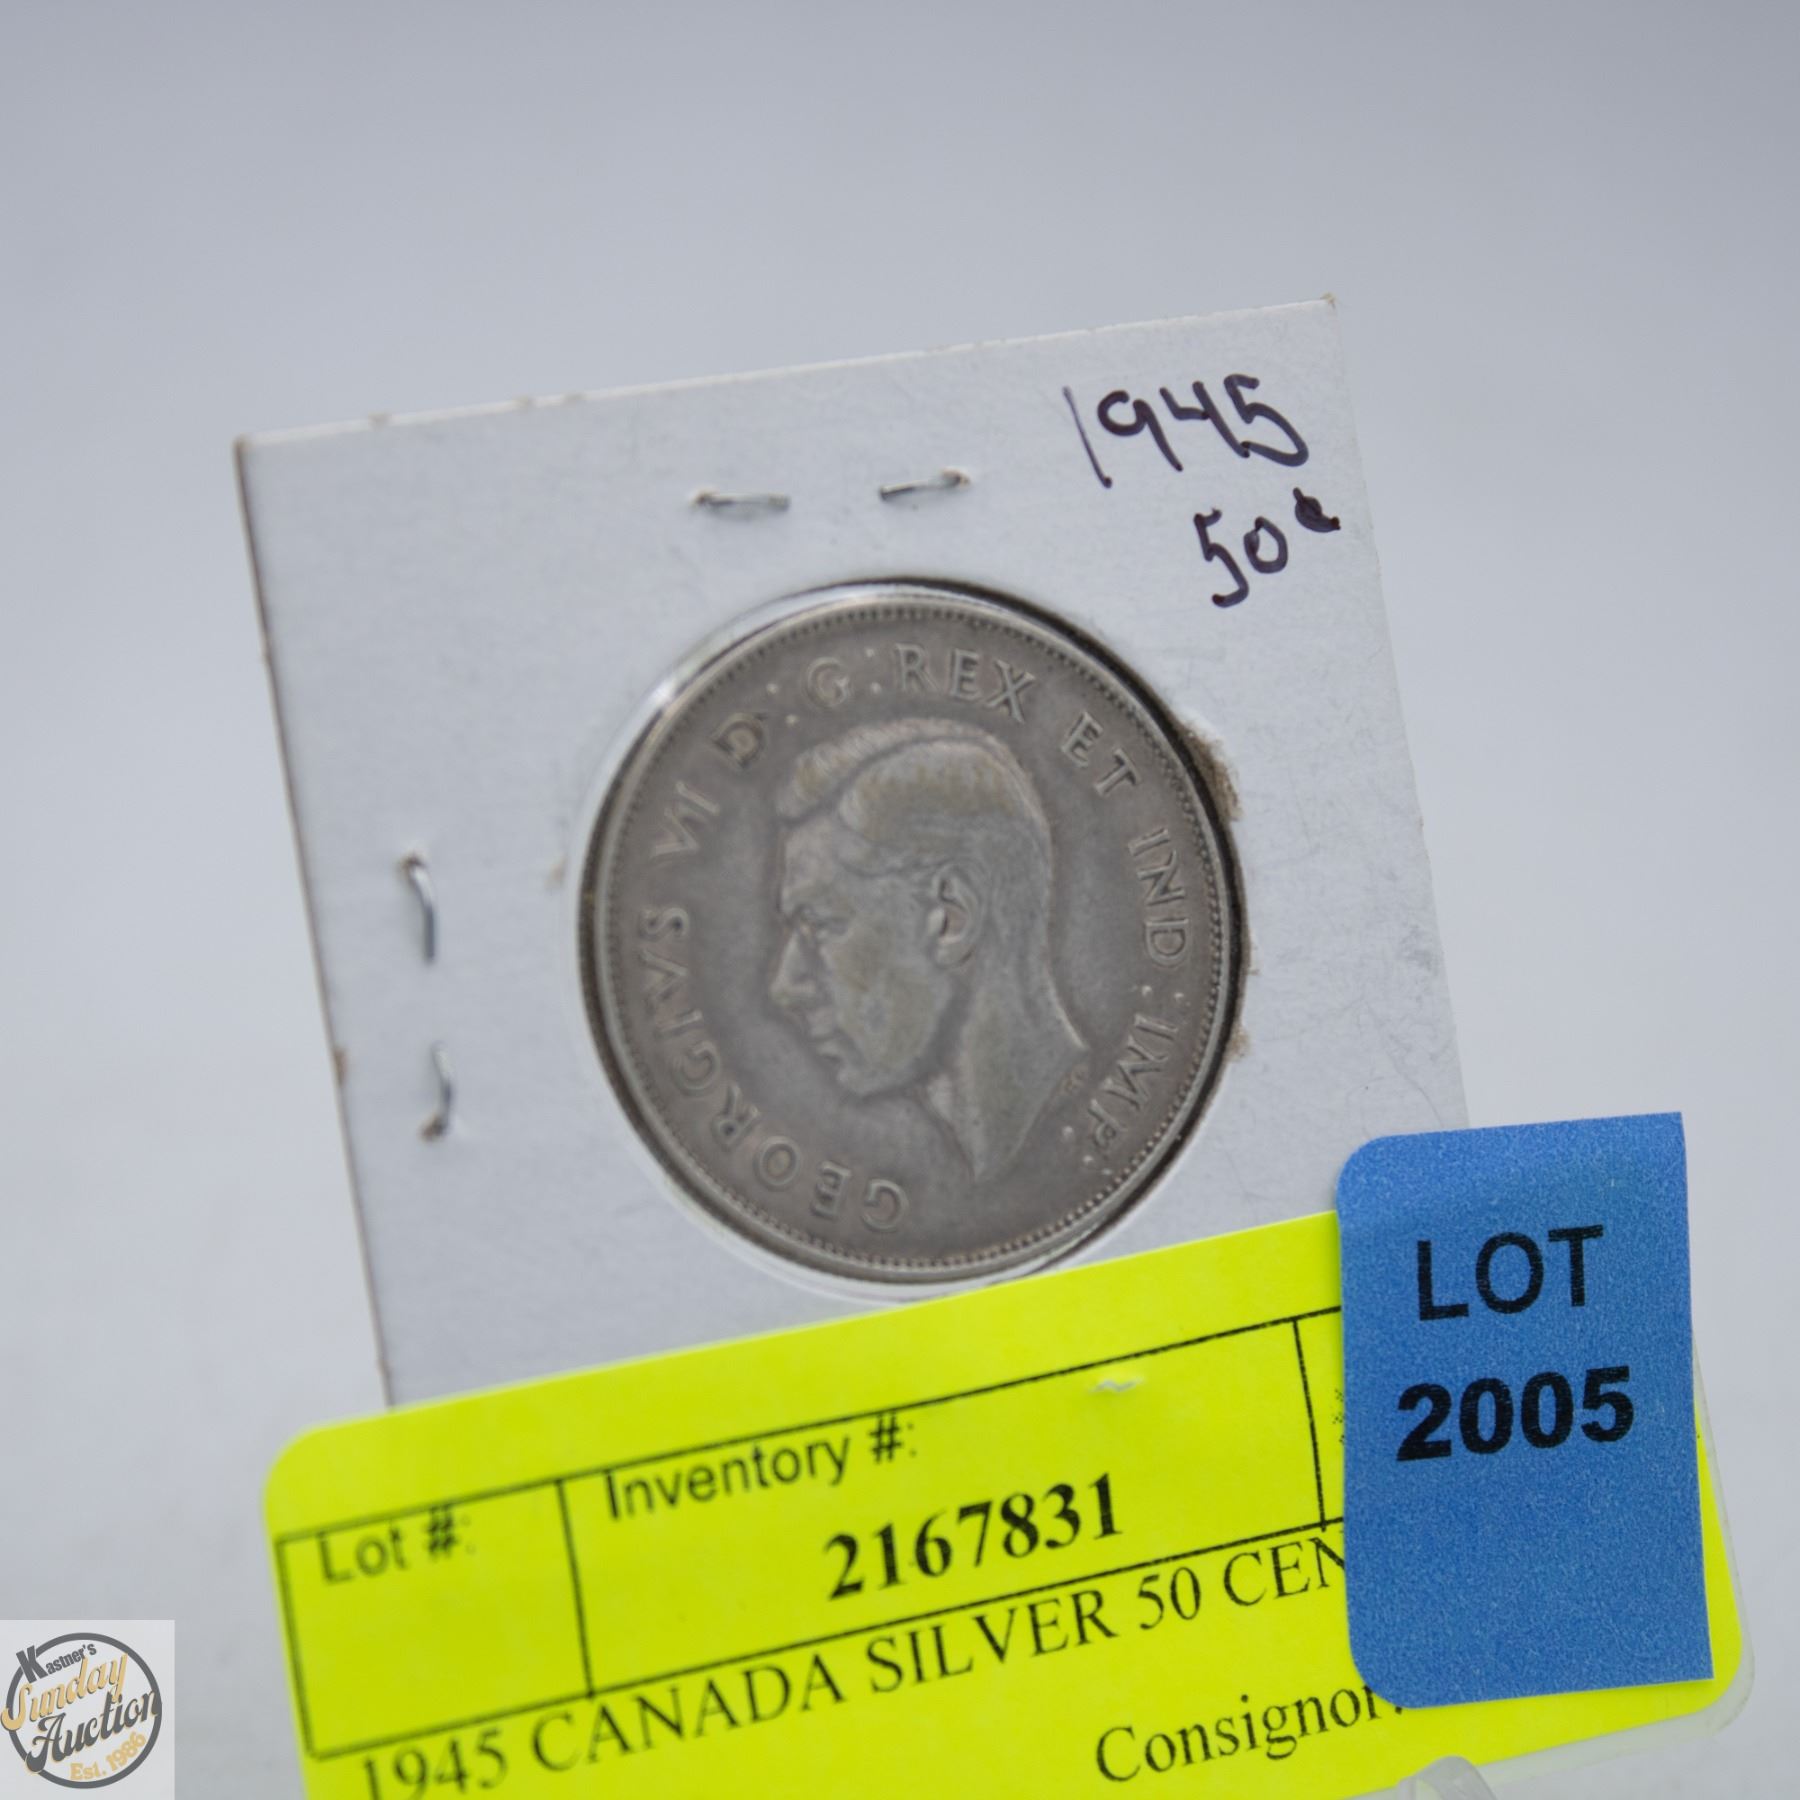 1945
50¢
GEORGIVS VI D:G:REX ET IND:IMP:
LOT
2005
Lot #:
Inventory #:
2167831
1945 CANADA SILVER 50 CEN
Consignor:
Kastner's
Sunday
Auction
Est. 1986